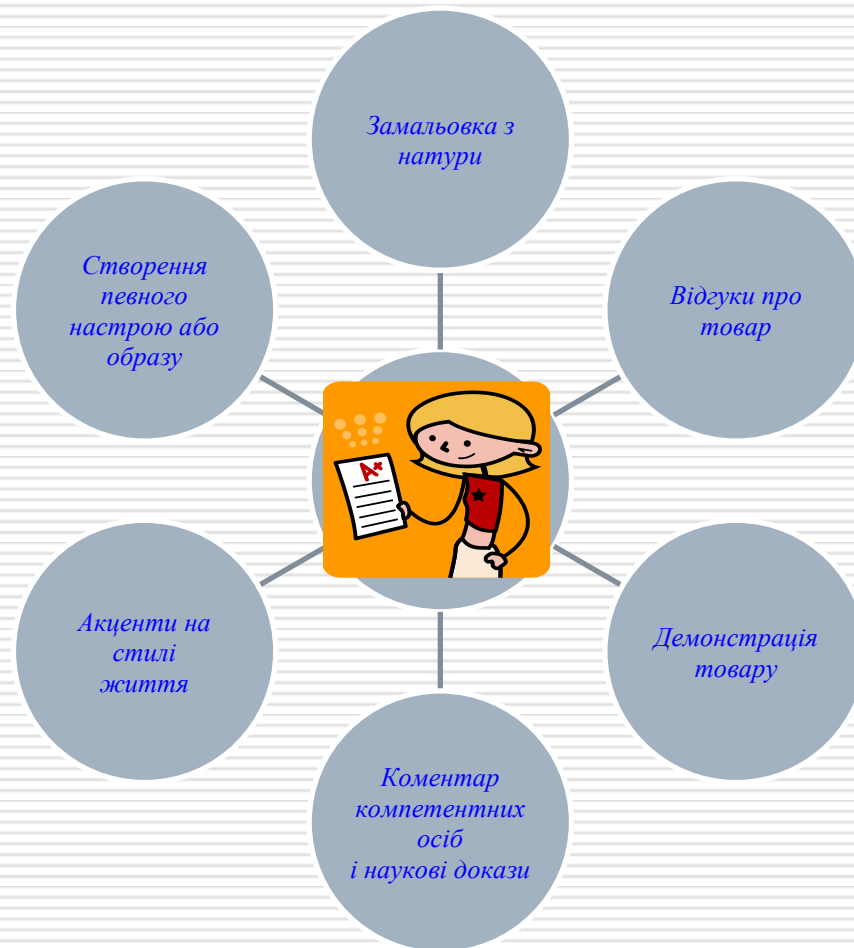 Замальовка з
натури
Створення
певного
настрою або
образу
Відгуки про
товар
A+
Акценти на
стилі
життя
Демонстрація
товару
Коментар
компетентних
осіб
і наукові докази